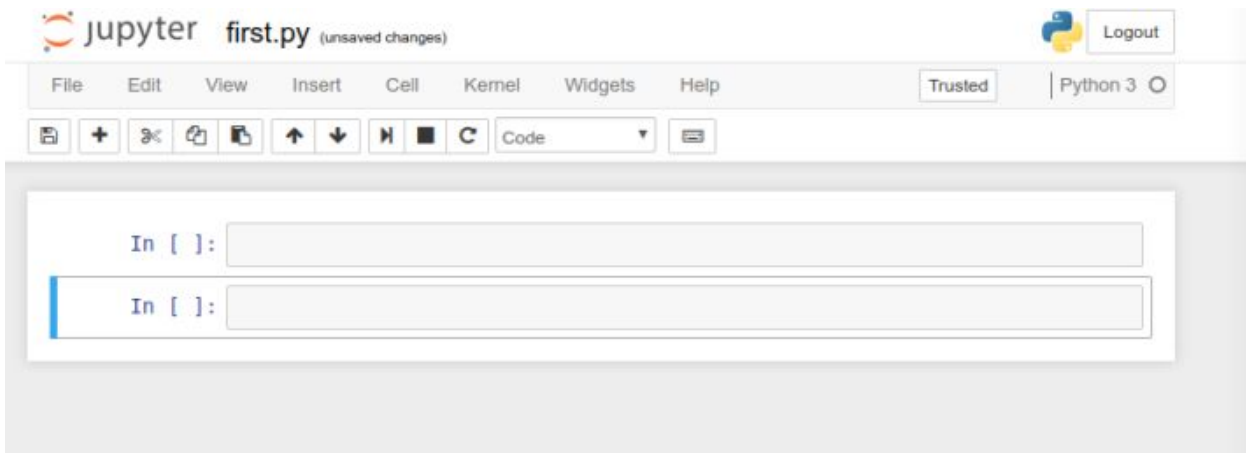 jupyter first.py (unsaved changes) Logout
File Edit View Insert Cell Kernel Widgets Help Trusted Python 3
Code
In [ ]:
In [ ]: